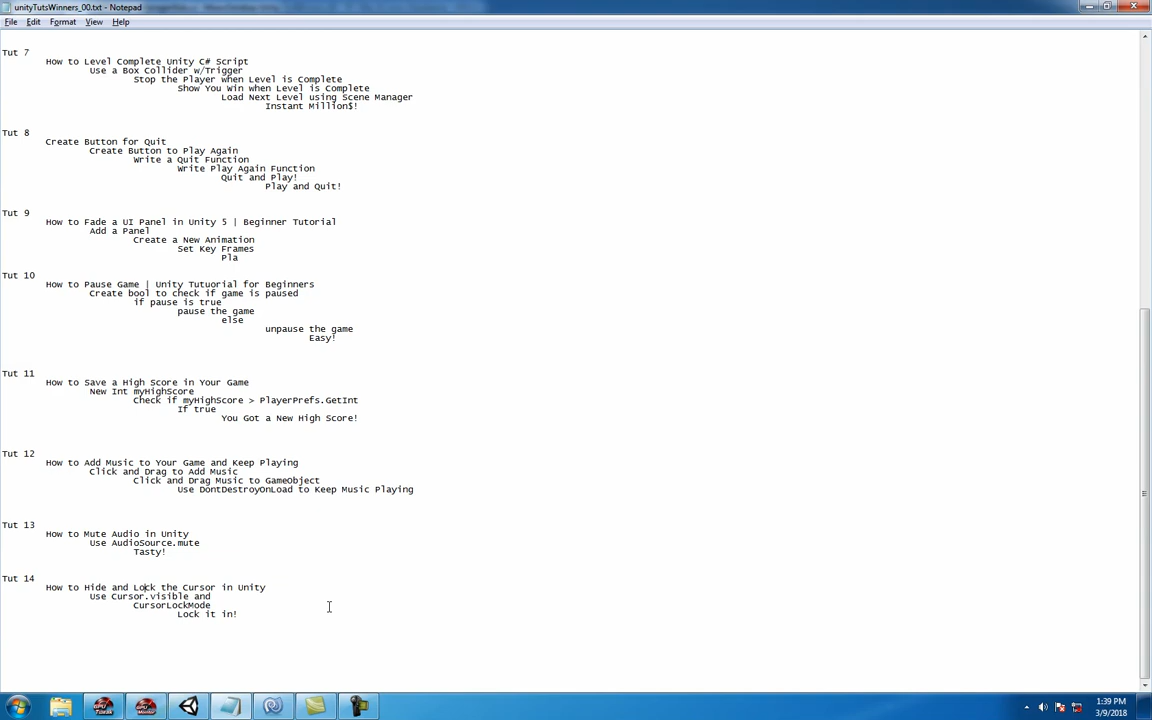 unityTutsWinners_00.txt - Notepad
File Edit Format View Help
Tut 7
How to Level Complete Unity C# Script
Use a Box Collider w/Trigger
Stop the Player when Level is Complete
Show You Win when Level is Complete
Load Next Level using Scene Manager
Instant Million$!
Tut 8
Create Button for Quit
Create Button to Play Again
Write a Quit Function
Write Play Again Function
Quit and Play!
Play and Quit!
Tut 9
How to Fade a UI Panel in Unity 5 | Beginner Tutorial
Add a Panel
Create a New Animation
Set Key Frames
Pla
Tut 10
How to Pause Game | Unity Tutuorial for Beginners
Create bool to check if game is paused
if pause is true
pause the game
else
unpause the game
Easy!
Tut 11
How to Save a High Score in Your Game
New Int myHighScore
Check if myHighScore > PlayerPrefs.GetInt
If true
You Got a New High Score!
Tut 12
How to Add Music to Your Game and Keep Playing
Click and Drag to Add Music
Click and Drag Music to GameObject
Use DontDestroyOnLoad to Keep Music Playing
Tut 13
How to Mute Audio in Unity
Use AudioSource.mute
Tasty!
Tut 14
How to Hide and Lock the Cursor in Unity
Use Cursor.visible and
CursorLockMode
Lock it in!
1:39 PM
3/9/2018